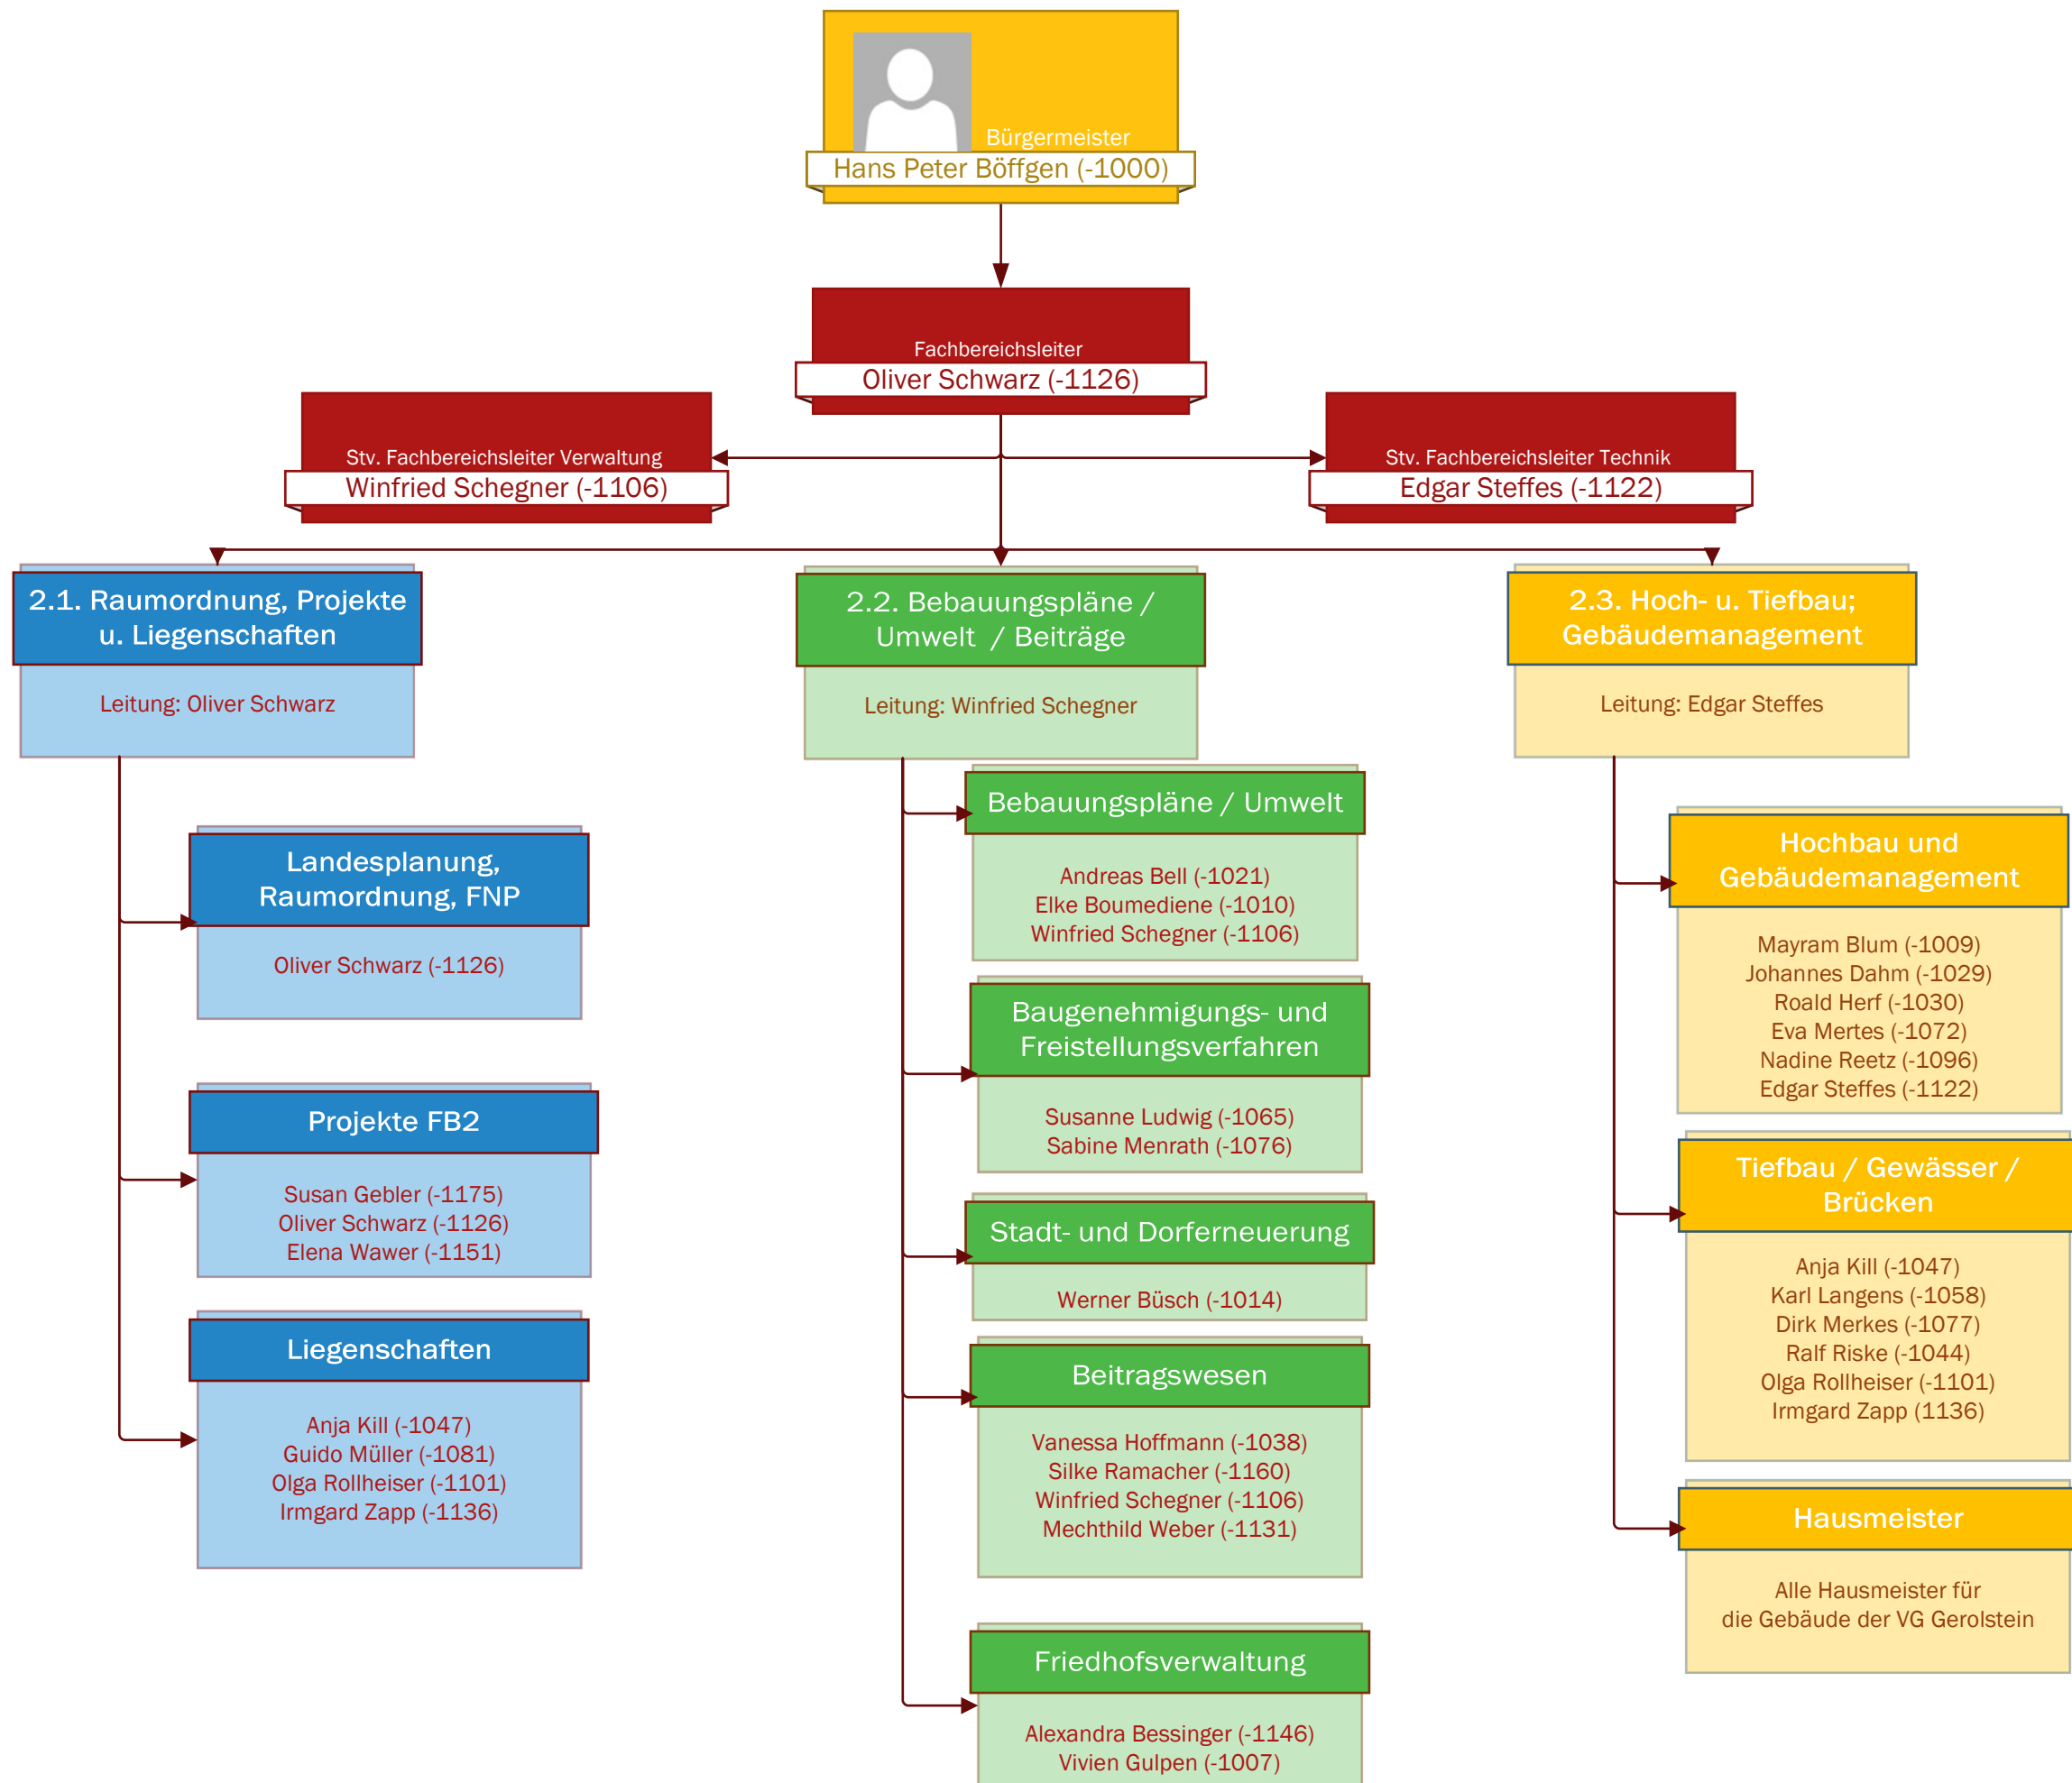 Bürgermeister
Hans Peter Böffgen (-1000)
Fachbereichsleiter
Oliver Schwarz (-1126)
Stv. Fachbereichsleiter Verwaltung
Winfried Schegner (-1106)
Stv. Fachbereichsleiter Technik
Edgar Steffes (-1122)
2.1. Raumordnung, Projekte
u. Liegenschaften
Leitung: Oliver Schwarz
Landesplanung,
Raumordnung, FNP
Oliver Schwarz (-1126)
Projekte FB2
Susan Gebler (-1175)
Oliver Schwarz (-1126)
Elena Wawer (-1151)
Liegenschaften
Anja Kill (-1047)
Guido Müller (-1081)
Olga Rollheiser (-1101)
Irmgard Zapp (-1136)
2.2. Bebauungspläne /
Umwelt / Beiträge
Leitung: Winfried Schegner
Bebauungspläne / Umwelt
Andreas Bell (-1021)
Elke Boumediene (-1010)
Winfried Schegner (-1106)
Baugenehmigungs- und
Freistellungsverfahren
Susanne Ludwig (-1065)
Sabine Menrath (-1076)
Stadt- und Dorferneuerung
Werner Büsch (-1014)
Beitragswesen
Vanessa Hoffmann (-1038)
Silke Ramacher (-1160)
Winfried Schegner (-1106)
Mechthild Weber (-1131)
Friedhofsverwaltung
Alexandra Bessinger (-1146)
Vivien Gulpen (-1007)
2.3. Hoch- u. Tiefbau;
Gebäudemanagement
Leitung: Edgar Steffes
Hochbau und
Gebäudemanagement
Mayram Blum (-1009)
Johannes Dahm (-1029)
Roald Herf (-1030)
Eva Mertes (-1072)
Nadine Reetz (-1096)
Edgar Steffes (-1122)
Tiefbau / Gewässer /
Brücken
Anja Kill (-1047)
Karl Langens (-1058)
Dirk Merkes (-1077)
Ralf Riske (-1044)
Olga Rollheiser (-1101)
Irmgard Zapp (1136)
Hausmeister
Alle Hausmeister für
die Gebäude der VG Gerolstein